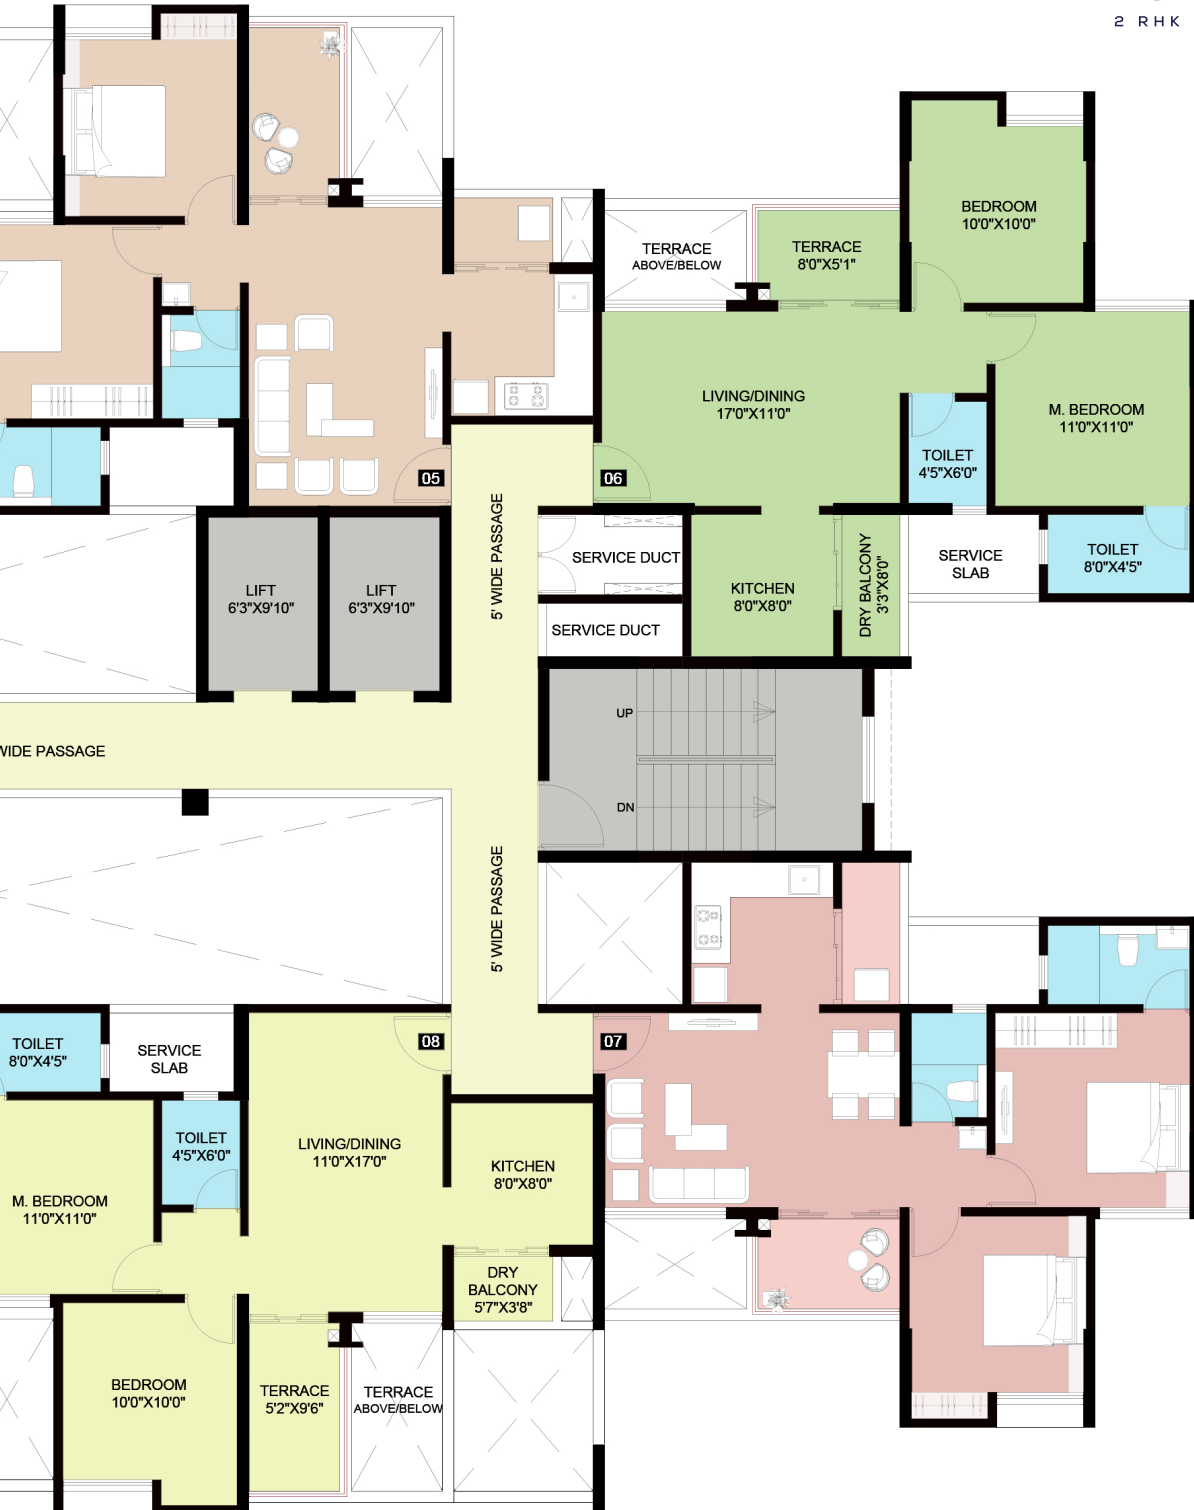 2 RHK
BEDROOM
10'0"X10'0"
TERRACE
ABOVE/BELOW
TERRACE
8'0"X5'1"
LIVING/DINING
17'0"X11'0"
M. BEDROOM
11'0"X11'0"
TOILET
4'5"X6'0"
05
06
5' WIDE PASSAGE
SERVICE DUCT
SERVICE
SLAB
TOILET
8'0"X4'5"
LIFT
6'3"X9'10"
LIFT
6'3"X9'10"
KITCHEN
8'0"X8'0"
DRY BALCONY
3'3"X8'0"
SERVICE DUCT
UP
WIDE PASSAGE
DN
5' WIDE PASSAGE
08
07
TOILET
8'0"X4'5"
SERVICE
SLAB
TOILET
4'5"X6'0"
LIVING/DINING
11'0"X17'0"
KITCHEN
8'0"X8'0"
M. BEDROOM
11'0"X11'0"
DRY
BALCONY
5'7"X3'8"
BEDROOM
10'0"X10'0"
TERRACE
5'2"X9'6"
TERRACE
ABOVE/BELOW